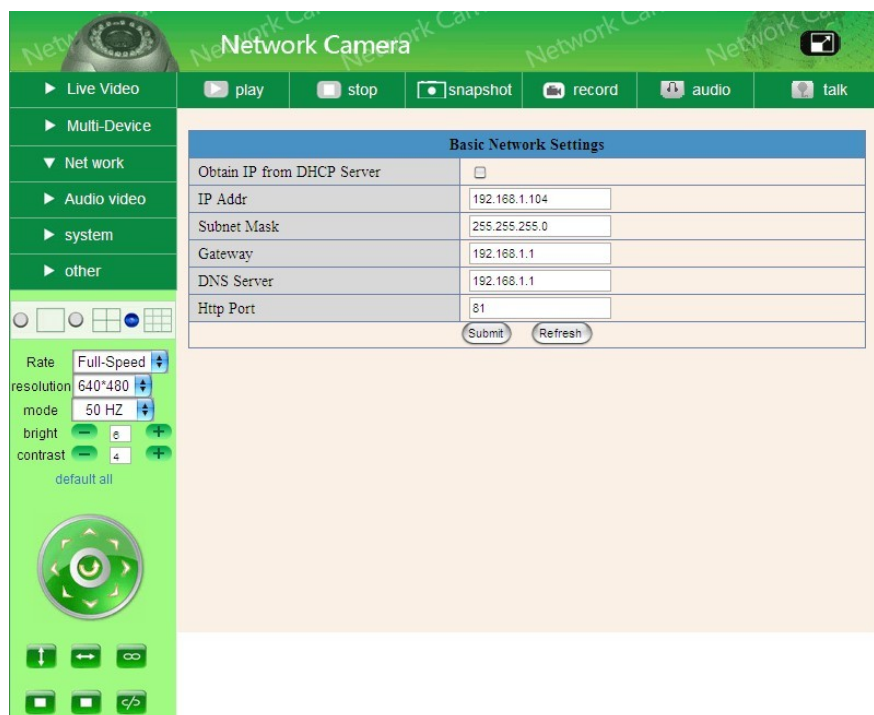 Network Camera
Live Video
play stop snapshot record audio talk
Multi-Device
Net work
Audio video
system
other
Basic Network Settings
Obtain IP from DHCP Server
IP Addr 192.168.1.104
Subnet Mask 255.255.255.0
Gateway 192.168.1.1
DNS Server 192.168.1.1
Http Port 81
Submit Refresh
Rate Full-Speed
resolution 640*480
mode 50 HZ
bright 6
contrast 4
default all